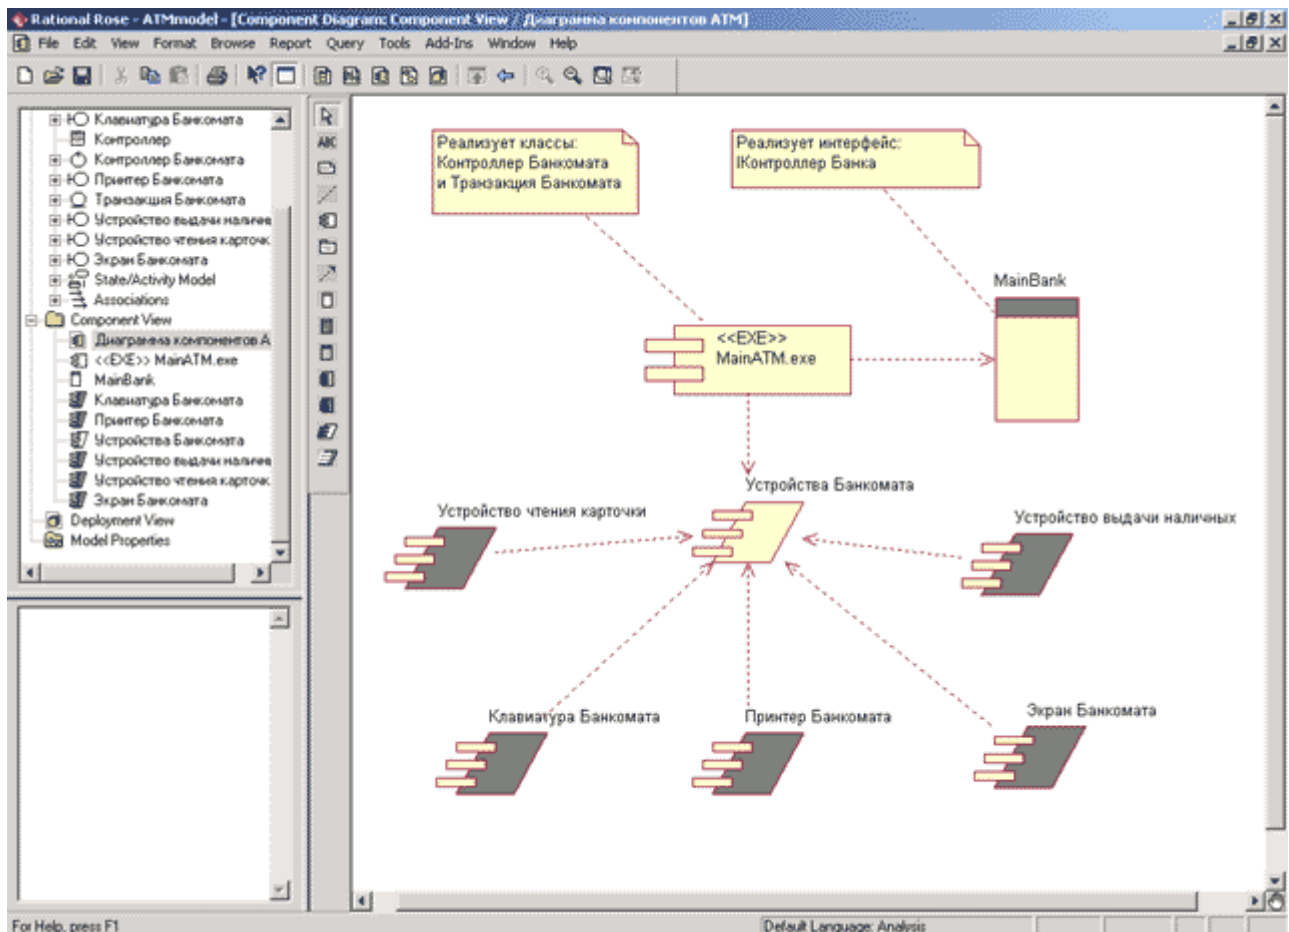 Rational Rose - ATMmodel - [Component Diagram: Component View / Диаграмма компонентов ATM]
File Edit View Format Browse Report Query Tools Add-Ins Window Help
Клавиатура Банкомата
Контроллер
Контроллер Банкомата
Принтер Банкомата
Транзакция Банкомата
Устройство выдачи наличн
Устройство чтения карточк
Экран Банкомата
State/Activity Model
Associations
Component View
Диаграмма компонентов А
<<EXE>> MainATM.exe
MainBank
Клавиатура Банкомата
Принтер Банкомата
Устройства Банкомата
Устройство выдачи наличн
Устройство чтения карточк
Экран Банкомата
Deployment View
Model Properties
ABC
Реализует классы:
Контроллер Банкомата
и Транзакция Банкомата
Реализует интерфейс:
IКонтроллер Банка
MainBank
<<EXE>>
MainATM.exe
Устройства Банкомата
Устройство чтения карточки
Устройство выдачи наличных
Клавиатура Банкомата
Принтер Банкомата
Экран Банкомата
For Help, press F1
Default Language: Analysis